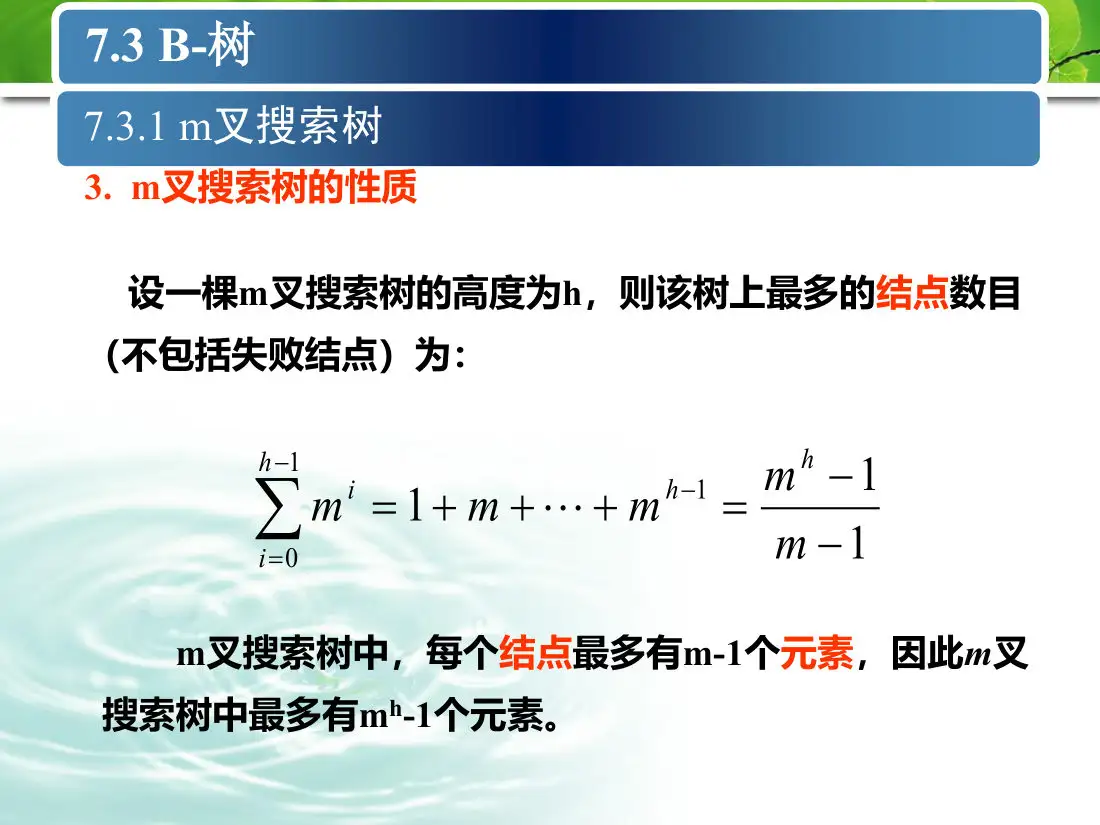 7.3 B-树
7.3.1 m叉搜索树
3. m叉搜索树的性质
设一棵m叉搜索树的高度为h，则该树上最多的结点数目
（不包括失败结点）为：
$\sum_{i=0}^{h-1} m^i = 1 + m + \cdots + m^{h-1} = \frac{m^h - 1}{m - 1}$
m叉搜索树中，每个结点最多有m-1个元素，因此m叉
搜索树中最多有mʰ-1个元素。